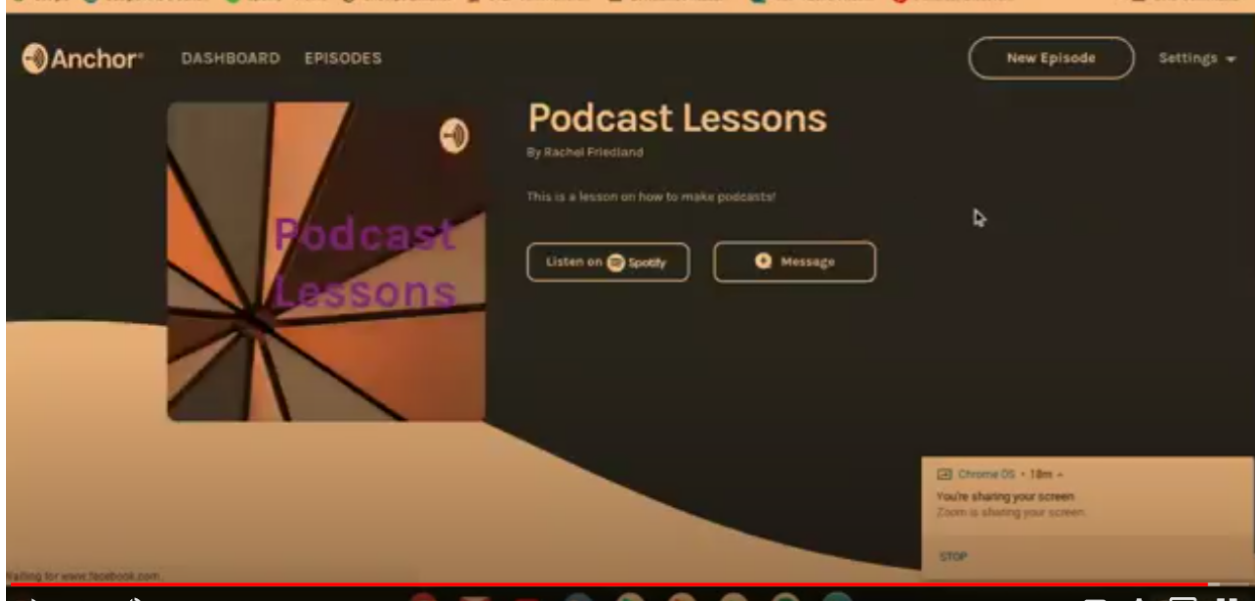 Anchor
DASHBOARD
EPISODES
New Episode
Settings
Podcast Lessons
By Rachel Friedland
This is a lesson on how to make podcasts!
Listen on Spotify
Message
Podcast
Lessons
Chrome OS • 18m
You're sharing your screen
Zoom is sharing your screen.
STOP
Waiting for www.facebook.com...